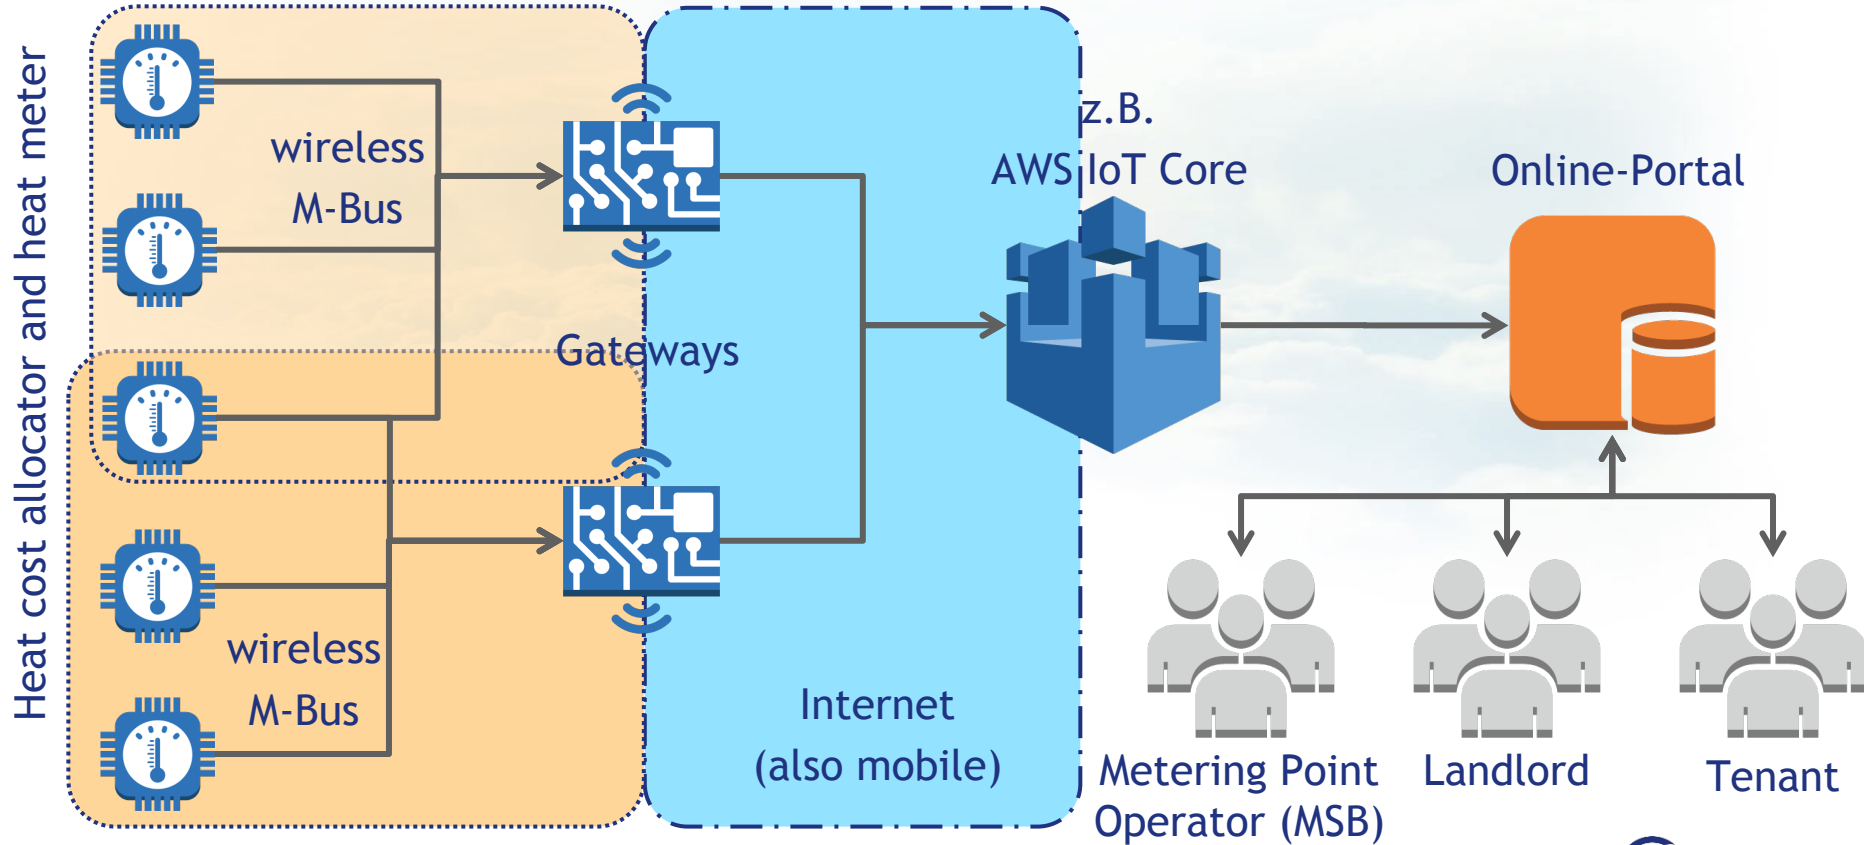 Heat cost allocator and heat meter
wireless
M-Bus
Gateways
wireless
M-Bus
Internet
(also mobile)
z.B.
AWS IoT Core
Online-Portal
Metering Point
Operator (MSB)
Landlord
Tenant